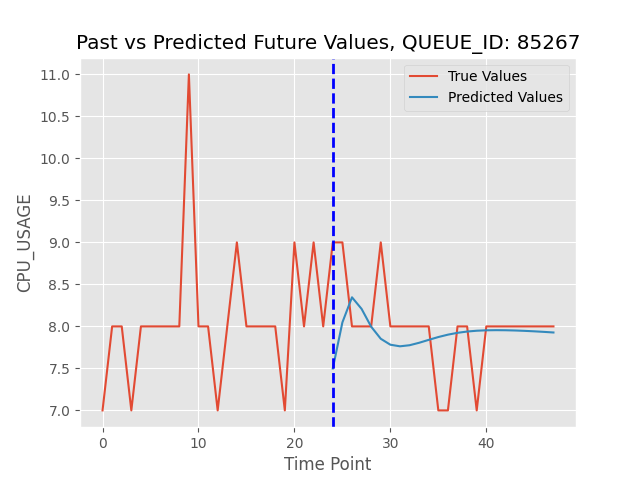 Past vs Predicted Future Values, QUEUE_ID: 85267
True Values
Predicted Values
11.0
10.5
10.0
9.5
9.0
8.5
8.0
7.5
7.0
CPU_USAGE
0 10 20 30 40
Time Point